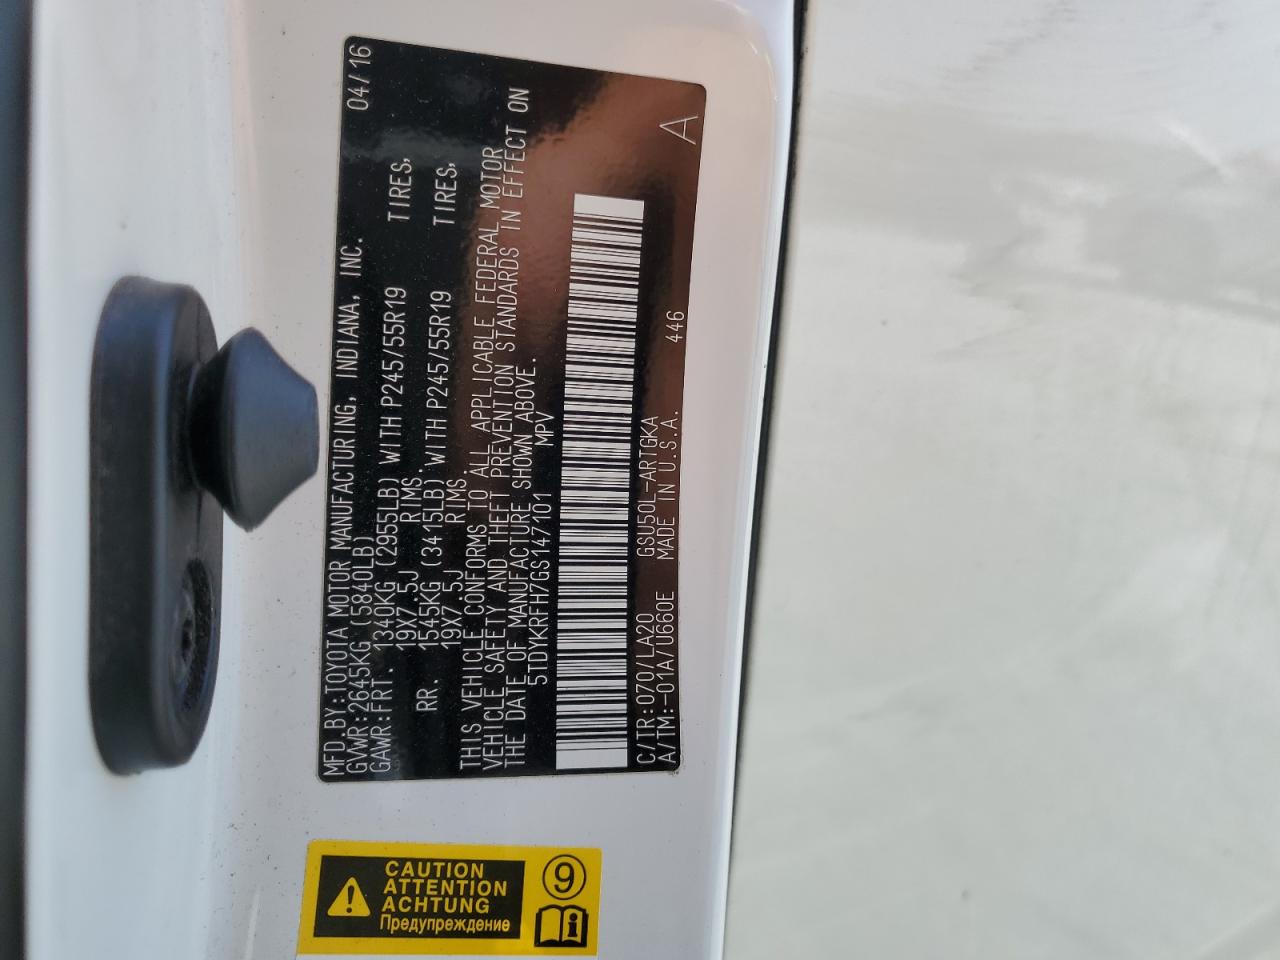 MFD.BY:TOYOTA MOTOR MANUFACTURING, INDIANA, INC. 04/16
GVWR:2645KG (5840LB)
GAWR:FRT. 1340KG (2955LB) WITH P245/55R19 TIRES,
19X7.5J RIMS.
RR. 1545KG (3415LB) WITH P245/55R19 TIRES,
19X7.5J RIMS.
THIS VEHICLE CONFORMS TO ALL APPLICABLE FEDERAL MOTOR
VEHICLE SAFETY AND THEFT PREVENTION STANDARDS IN EFFECT ON
THE DATE OF MANUFACTURE SHOWN ABOVE.
5TDYKRFH7GS147101 MPV
C/TR:070/LA20 GSU50L-ARTGKA 446
A/TM:-01A/U660E MADE IN U.S.A.
A
CAUTION
ATTENTION
ACHTUNG
Предупреждение
9
i